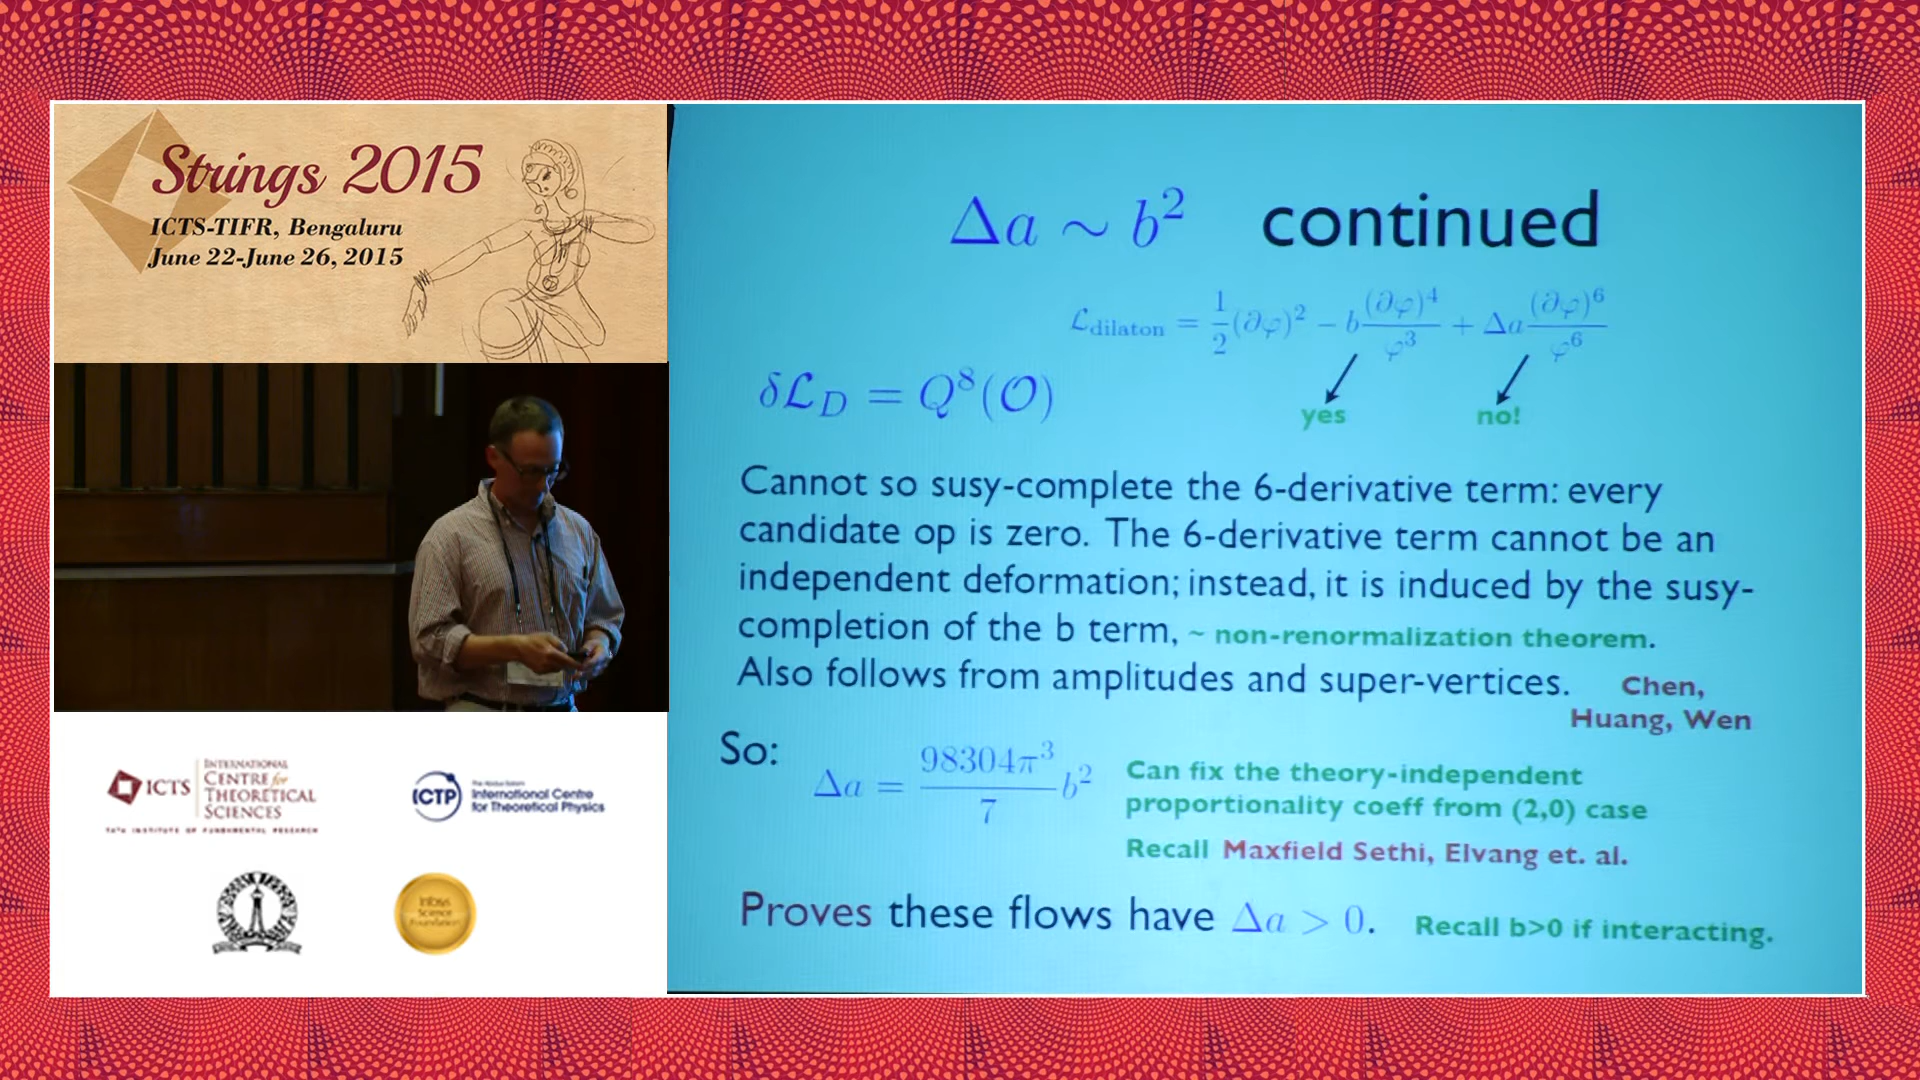 Strings 2015
ICTS-TIFR, Bengaluru
June 22-June 26, 2015
ICTS
INTERNATIONAL
CENTRE for
THEORETICAL
SCIENCES
TATA INSTITUTE OF FUNDAMENTAL RESEARCH
ICTP
International Centre
for Theoretical Physics
Infosys
Science
Foundation
Δa ∼ b² continued
ℒ_dilaton = 1/2 (∂φ)² − b (∂φ)⁴/φ³ + Δa (∂φ)⁶/φ⁶
yes no!
δℒ_D = Q⁸(𝒪)
Cannot so susy-complete the 6-derivative term: every
candidate op is zero. The 6-derivative term cannot be an
independent deformation; instead, it is induced by the susy-
completion of the b term, ~ non-renormalization theorem.
Also follows from amplitudes and super-vertices. Chen,
Huang, Wen
So: Δa = 98304π³/7 b²
Can fix the theory-independent
proportionality coeff from (2,0) case
Recall Maxfield Sethi, Elvang et. al.
Proves these flows have Δa > 0. Recall b>0 if interacting.